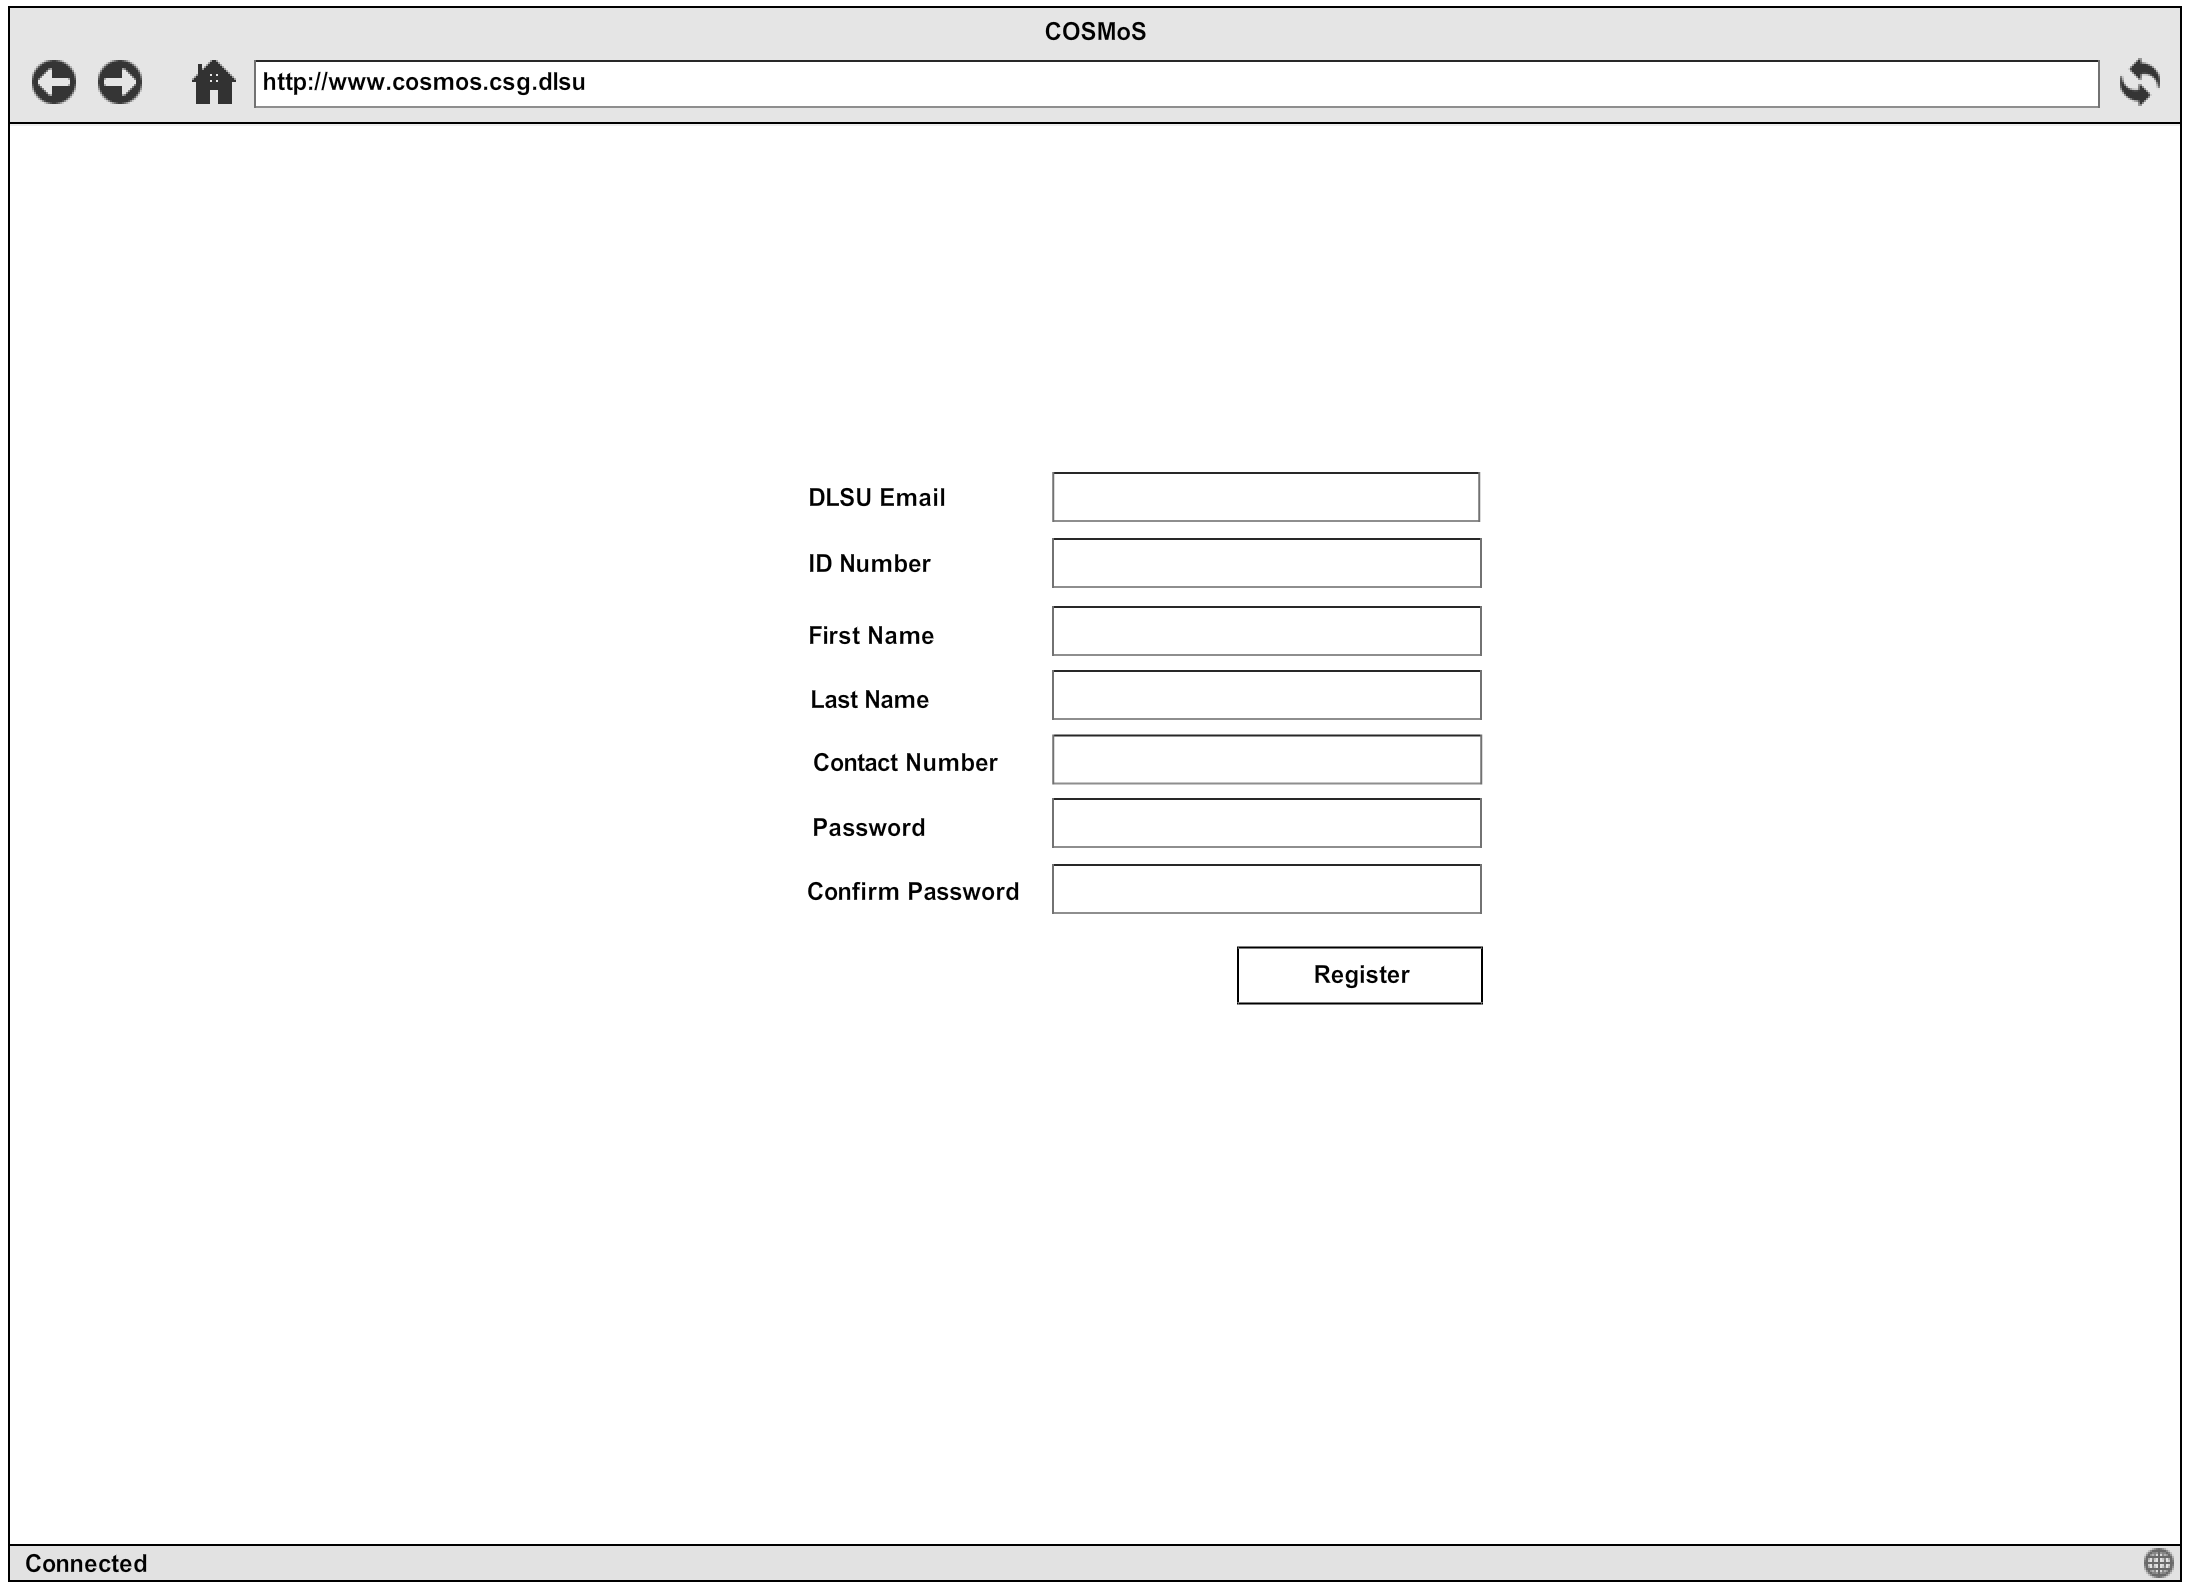 COSMoS
http://www.cosmos.csg.dlsu
DLSU Email
ID Number
First Name
Last Name
Contact Number
Password
Confirm Password
Register
Connected